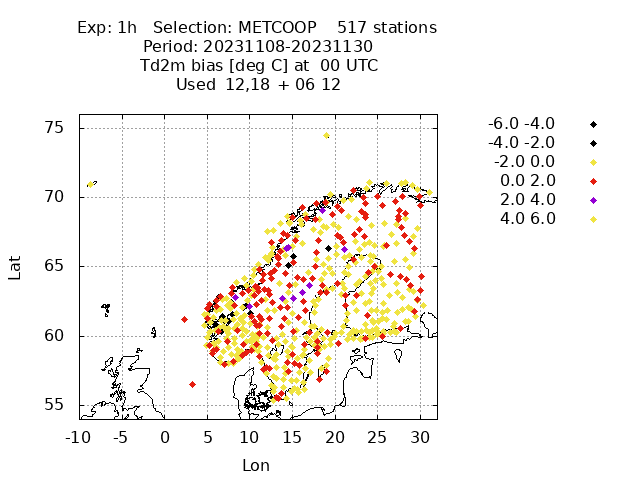 Exp: 1h   Selection: METCOOP    517 stations
Period: 20231108-20231130
Td2m bias [deg C] at  00 UTC
Used  12,18 + 06 12
-6.0 -4.0
-4.0 -2.0
-2.0 0.0
0.0 2.0
2.0 4.0
4.0 6.0
75
70
65
60
55
Lat
-10 -5 0 5 10 15 20 25 30
Lon